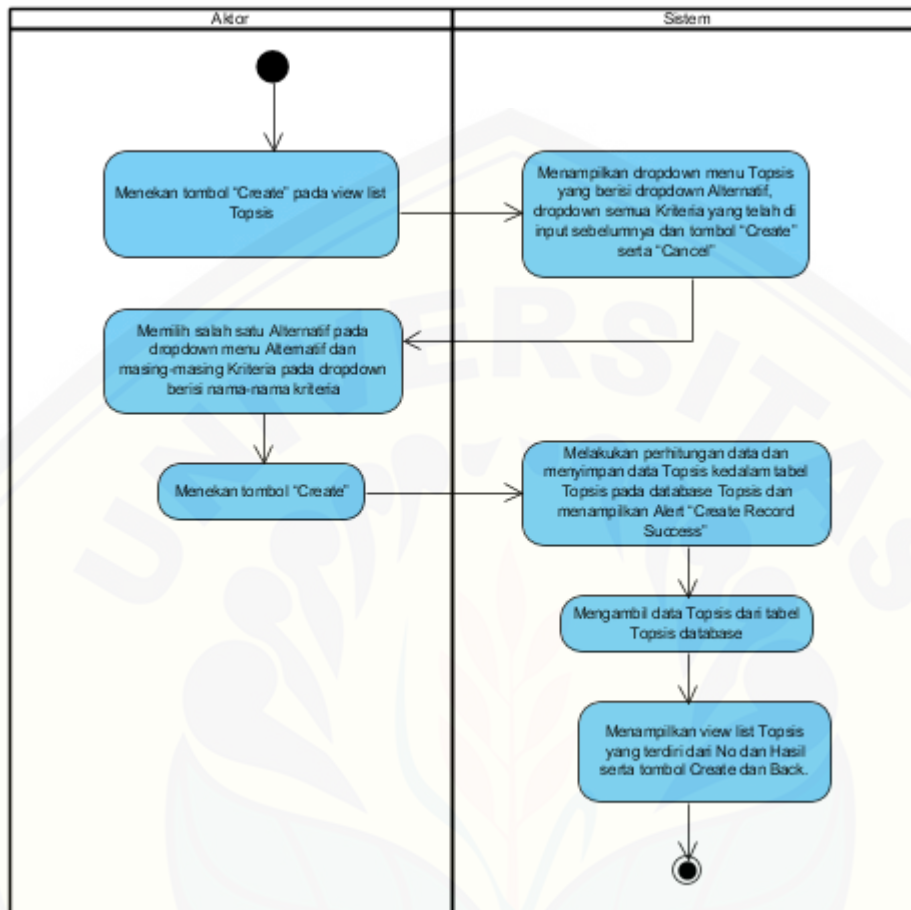 Aktor
Sistem
Menekan tombol "Create" pada view list
Topsis
Menampilkan dropdown menu Topsis
yang berisi dropdown Alternatif,
dropdown semua Kriteria yang telah di
input sebelumnya dan tombol "Create"
serta "Cancel"
Memilih salah satu Alternatif pada
dropdown menu Alternatif dan
masing-masing Kriteria pada dropdown
berisi nama-nama kriteria
Menekan tombol "Create"
Melakukan perhitungan data dan
menyimpan data Topsis kedalam tabel
Topsis pada database Topsis dan
menampilkan Alert "Create Record
Success"
Mengambil data Topsis dari tabel
Topsis database
Menampilkan view list Topsis
yang terdiri dari No dan Hasil
serta tombol Create dan Back.
UNIVERSITAS